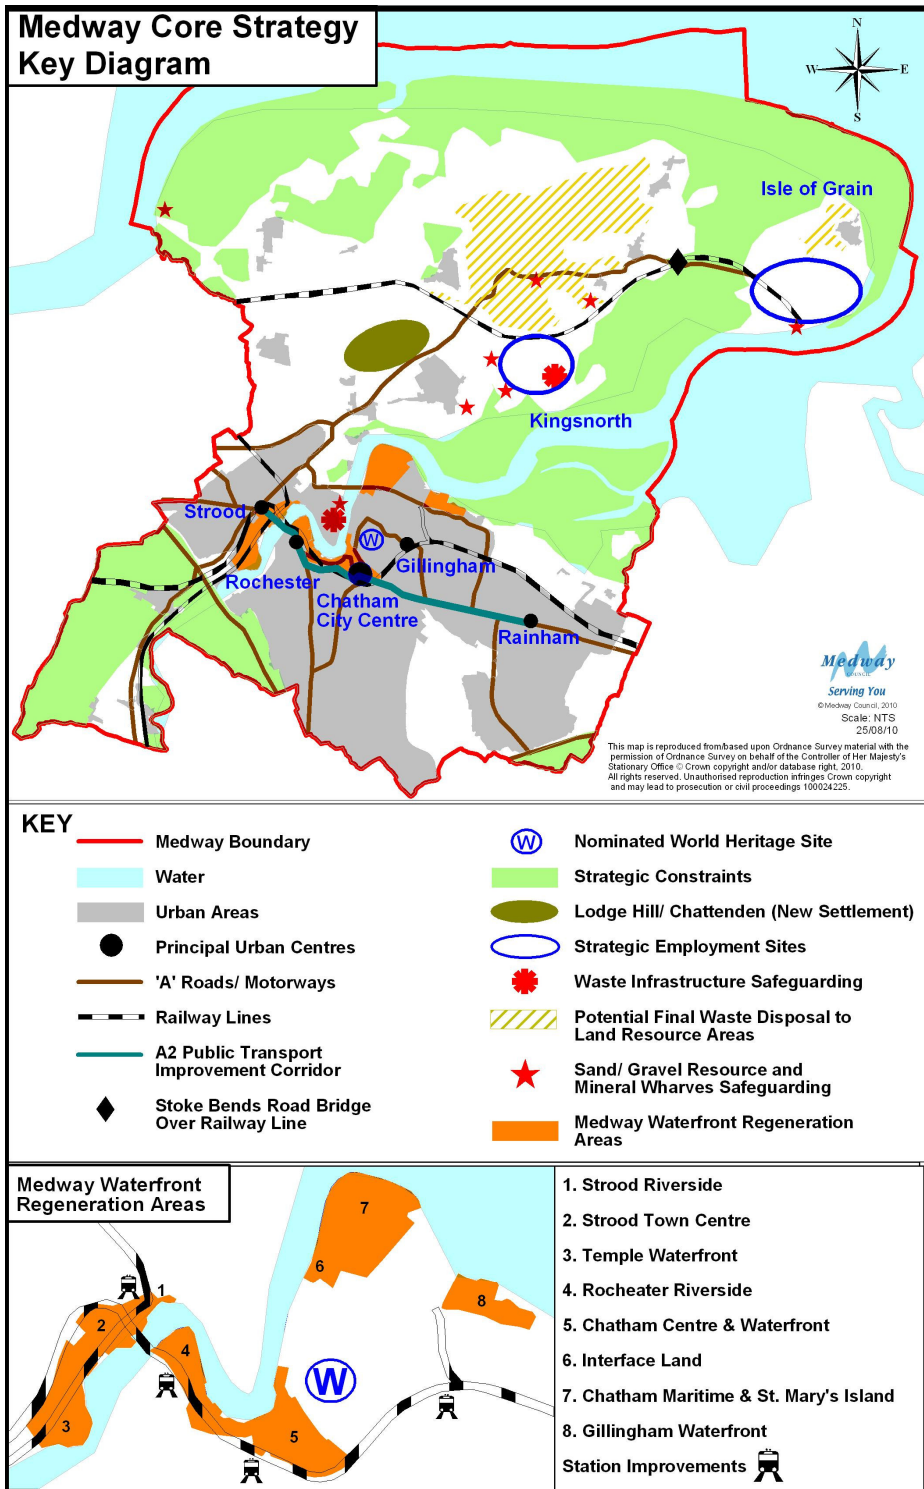 Medway Core Strategy
Key Diagram
N
W
E
S
Isle of Grain
Kingsnorth
Strood
W
Gillingham
Rochester
Chatham
City Centre
Rainham
Medway
COUNCIL
Serving You
© Medway Council, 2010
Scale: NTS
25/08/10
This map is reproduced from/based upon Ordnance Survey material with the
permission of Ordnance Survey on behalf of the Controller of Her Majesty's
Stationary Office © Crown copyright and/or database right, 2010.
All rights reserved. Unauthorised reproduction infringes Crown copyright
and may lead to prosecution or civil proceedings 100024225.
KEY
Medway Boundary
Water
Urban Areas
Principal Urban Centres
'A' Roads/ Motorways
Railway Lines
A2 Public Transport
Improvement Corridor
Stoke Bends Road Bridge
Over Railway Line
W
Nominated World Heritage Site
Strategic Constraints
Lodge Hill/ Chattenden (New Settlement)
Strategic Employment Sites
Waste Infrastructure Safeguarding
Potential Final Waste Disposal to
Land Resource Areas
Sand/ Gravel Resource and
Mineral Wharves Safeguarding
Medway Waterfront Regeneration
Areas
Medway Waterfront
Regeneration Areas
7
6
1
8
2
4
W
3
5
1. Strood Riverside
2. Strood Town Centre
3. Temple Waterfront
4. Rocheater Riverside
5. Chatham Centre & Waterfront
6. Interface Land
7. Chatham Maritime & St. Mary's Island
8. Gillingham Waterfront
Station Improvements